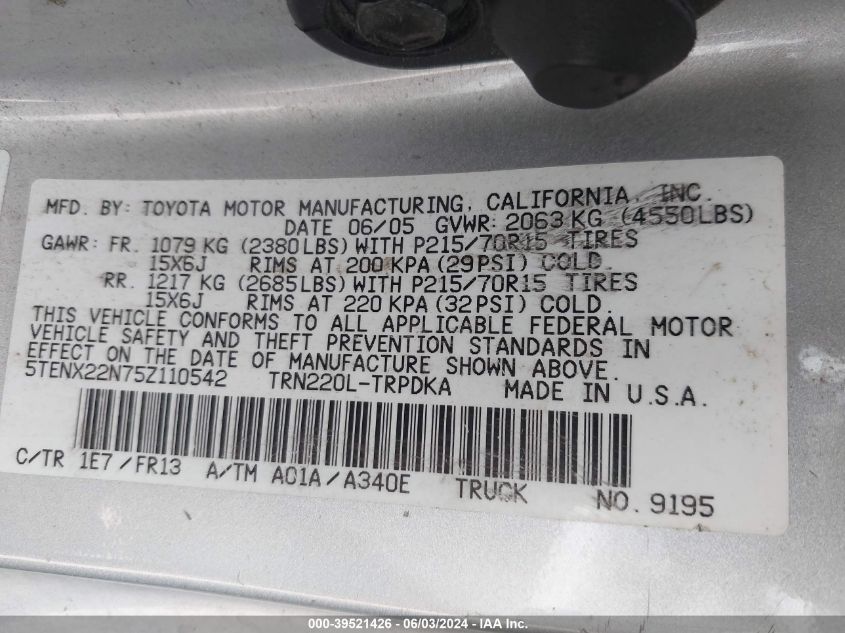 MFD. BY: TOYOTA MOTOR MANUFACTURING, CALIFORNIA, INC.
DATE 06/05 GVWR: 2063 KG (4550LBS)
GAWR: FR. 1079 KG (2380LBS) WITH P215/70R15 TIRES
15X6J RIMS AT 200 KPA (29PSI) COLD.
RR. 1217 KG (2685LBS) WITH P215/70R15 TIRES
15X6J RIMS AT 220 KPA (32PSI) COLD.
THIS VEHICLE CONFORMS TO ALL APPLICABLE FEDERAL MOTOR
VEHICLE SAFETY AND THEFT PREVENTION STANDARDS IN
EFFECT ON THE DATE OF MANUFACTURE SHOWN ABOVE.
5TENX22N75Z110542 TRN220L-TRPDKA MADE IN U.S.A.
C/TR 1E7/FR13 A/TM A01A/A340E TRUCK NO. 9195
000-39521426 - 06/03/2024 - IAA Inc.